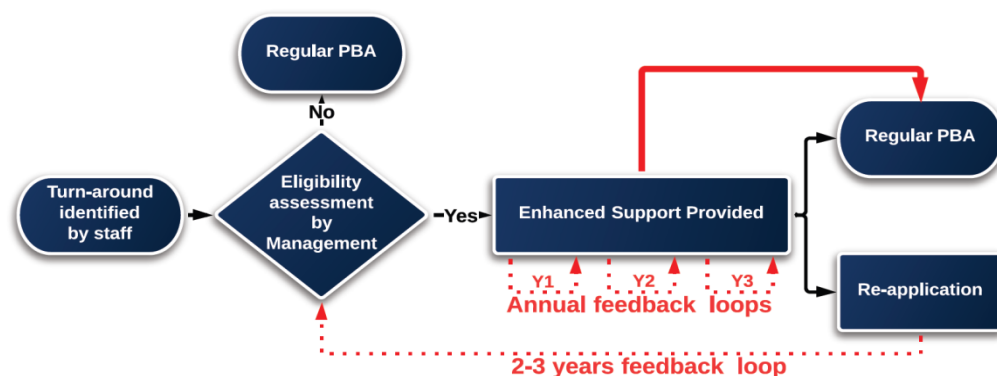 Regular PBA
No
Turn-around
identified
by staff
Eligibility
assessment
by
Management
Yes
Enhanced Support Provided
Regular PBA
Y1
Y2
Y3
Annual feedback loops
Re-application
2-3 years feedback loop